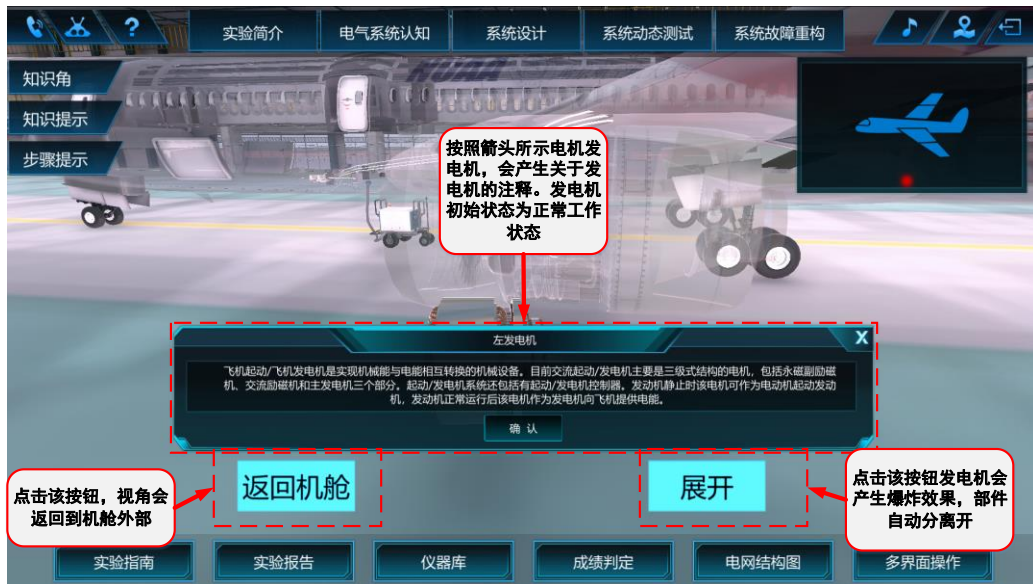 ?
实验简介
电气系统认知
系统设计
系统动态测试
系统故障重构
知识角
知识提示
步骤提示
按照箭头所示电机发
电机，会产生关于发
电机的注释。发电机
初始状态为正常工作
状态
左发电机
X
飞机起动/飞机发电机是实现机械能与电能相互转换的机械设备。目前交流起动/发电机主要是三级式结构的电机，包括永磁副励磁
机、交流励磁机和主发电机三个部分。起动/发电机系统还包括有起动/发电机控制器。发动机静止时该电机可作为电动机起动发动
机，发动机正常运行后该电机作为发电机向飞机提供电能。
确 认
点击该按钮，视角会
返回到机舱外部
返回机舱
展开
点击该按钮发电机会
产生爆炸效果，部件
自动分离开
实验指南
实验报告
仪器库
成绩判定
电网结构图
多界面操作